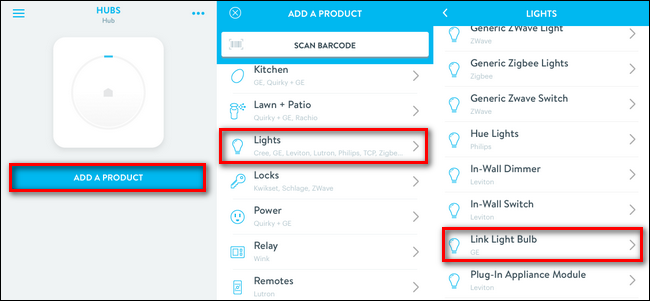 HUBS
Hub
ADD A PRODUCT
ADD A PRODUCT
SCAN BARCODE
Kitchen
GE, Quirky + GE
Lawn + Patio
Quirky + GE, Rachio
Lights
Cree, GE, Leviton, Lutron, Philips, TCP, Zigbe...
Locks
Kwikset, Schlage, ZWave
Power
Quirky + GE
Relay
Wink
Remotes
Lutron
LIGHTS
Generic ZWave Light
ZWave
Generic Zigbee Lights
Zigbee
Generic Zwave Switch
ZWave
Hue Lights
Philips
In-Wall Dimmer
Leviton
In-Wall Switch
Leviton
Link Light Bulb
GE
Plug-In Appliance Module
Leviton